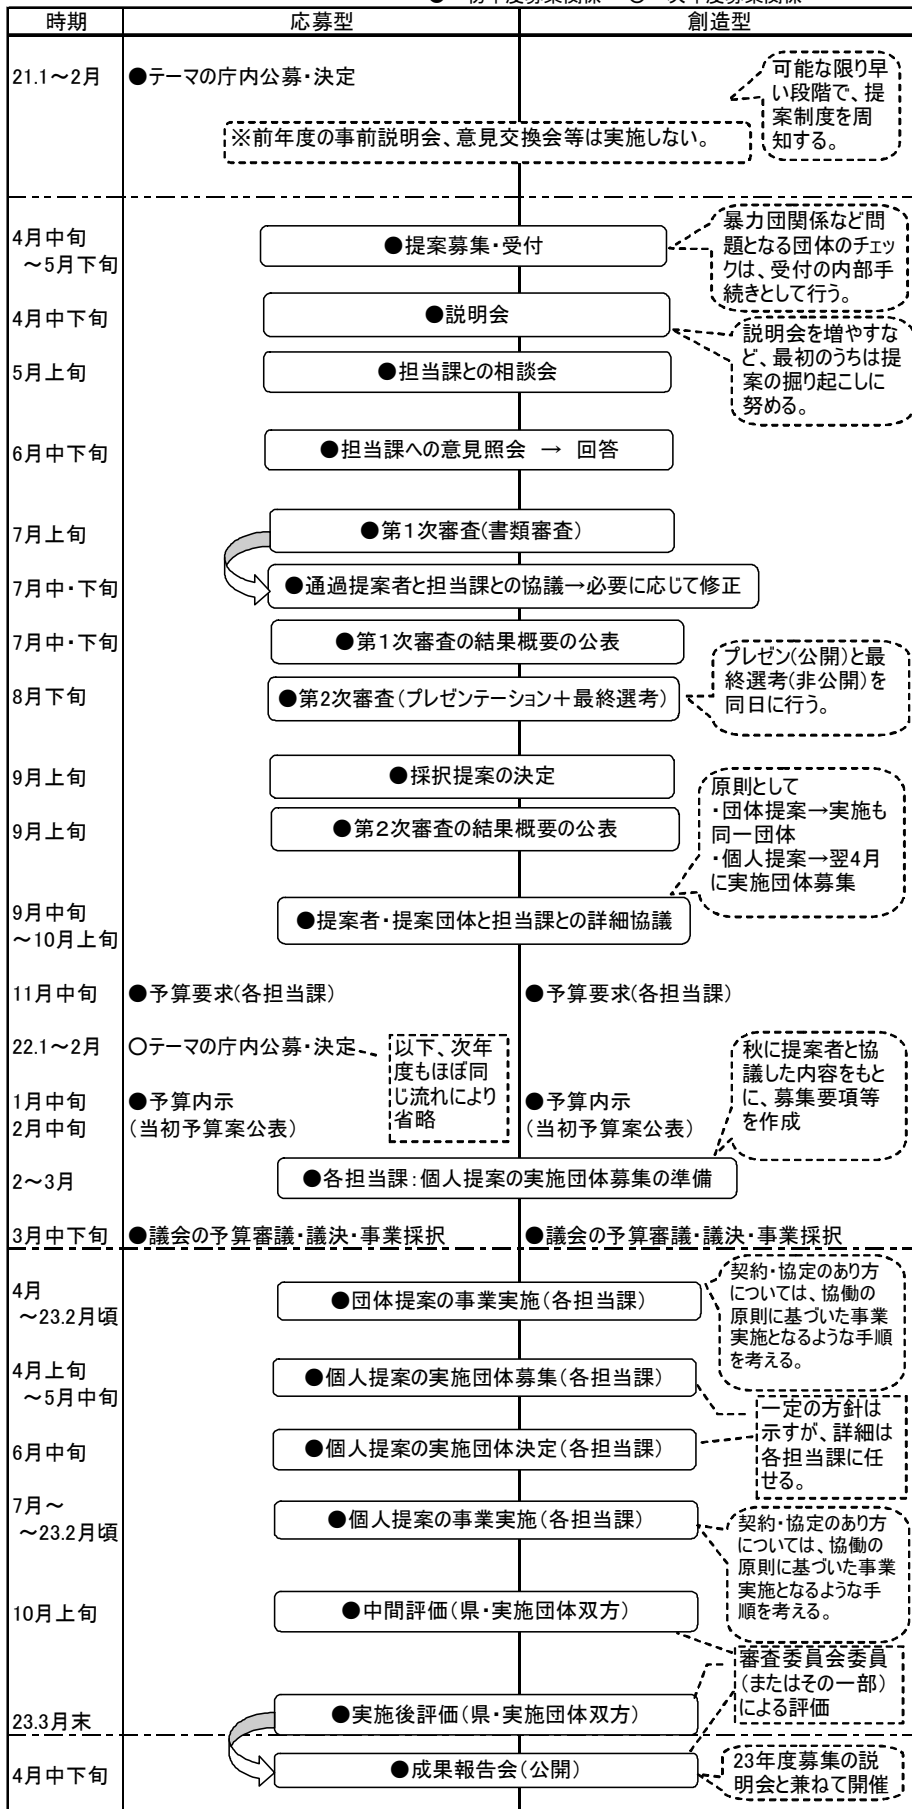 時期 応募型 創造型
21.1～2月 ●テーマの庁内公募・決定
可能な限り早
い段階で、提
案制度を周
知する。
※前年度の事前説明会、意見交換会等は実施しない。
4月中旬
～5月下旬
●提案募集・受付
暴力団関係など問
題となる団体のチェッ
クは、受付の内部手
続きとして行う。
4月中下旬 ●説明会
説明会を増やすな
ど、最初のうちは提
案の掘り起こしに
努める。
5月上旬 ●担当課との相談会
6月中下旬 ●担当課への意見照会 → 回答
7月上旬 ●第1次審査(書類審査)
7月中・下旬 ●通過提案者と担当課との協議→必要に応じて修正
7月中・下旬 ●第1次審査の結果概要の公表
プレゼン(公開)と最
終選考(非公開)を
同日に行う。
8月下旬 ●第2次審査(プレゼンテーション+最終選考)
9月上旬 ●採択提案の決定
9月上旬 ●第2次審査の結果概要の公表
原則として
・団体提案→実施も
同一団体
・個人提案→翌4月
に実施団体募集
9月中旬
～10月上旬
●提案者・提案団体と担当課との詳細協議
11月中旬 ●予算要求(各担当課) ●予算要求(各担当課)
22.1～2月 ○テーマの庁内公募・決定
以下、次年
度もほぼ同
じ流れにより
省略
秋に提案者と協
議した内容をもと
に、募集要項等
を作成
1月中旬 ●予算内示 ●予算内示
2月中旬 (当初予算案公表) (当初予算案公表)
2～3月 ●各担当課:個人提案の実施団体募集の準備
3月中下旬 ●議会の予算審議・議決・事業採択 ●議会の予算審議・議決・事業採択
4月
～23.2月頃
●団体提案の事業実施(各担当課)
契約・協定のあり方
については、協働の
原則に基づいた事業
実施となるような手順
を考える。
4月上旬
～5月中旬
●個人提案の実施団体募集(各担当課)
一定の方針は
示すが、詳細は
各担当課に任
せる。
6月中旬 ●個人提案の実施団体決定(各担当課)
7月～
～23.2月頃
●個人提案の事業実施(各担当課)
契約・協定のあり方
については、協働の
原則に基づいた事業
実施となるような手
順を考える。
10月上旬 ●中間評価(県・実施団体双方)
審査委員会委員
(またはその一部)
による評価
23.3月末 ●実施後評価(県・実施団体双方)
4月中下旬 ●成果報告会(公開)
23年度募集の説
明会と兼ねて開催